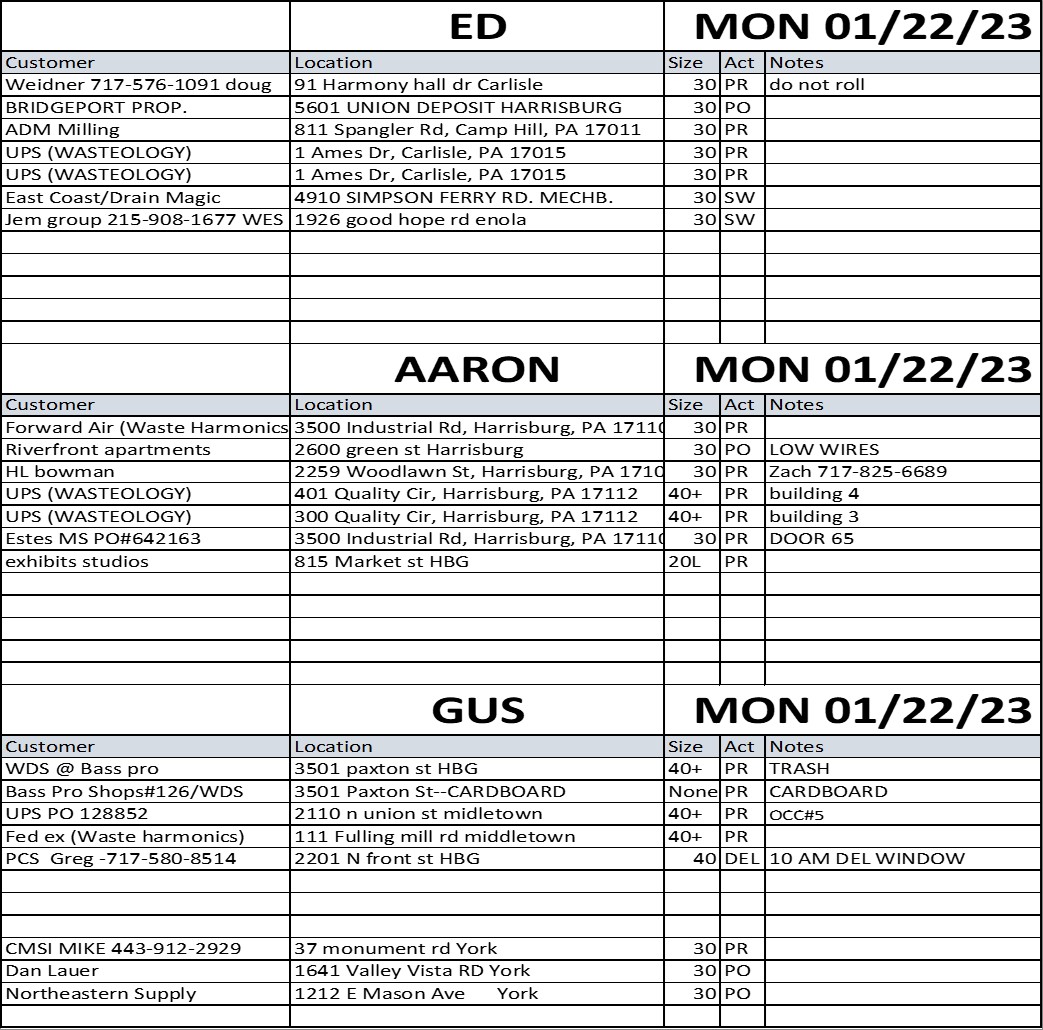 ED MON 01/22/23
Customer Location Size Act Notes
Weidner 717-576-1091 doug 91 Harmony hall dr Carlisle 30 PR do not roll
BRIDGEPORT PROP. 5601 UNION DEPOSIT HARRISBURG 30 PO
ADM Milling 811 Spangler Rd, Camp Hill, PA 17011 30 PR
UPS (WASTEOLOGY) 1 Ames Dr, Carlisle, PA 17015 30 PR
UPS (WASTEOLOGY) 1 Ames Dr, Carlisle, PA 17015 30 PR
East Coast/Drain Magic 4910 SIMPSON FERRY RD. MECHB. 30 SW
Jem group 215-908-1677 WES 1926 good hope rd enola 30 SW
AARON MON 01/22/23
Customer Location Size Act Notes
Forward Air (Waste Harmonics 3500 Industrial Rd, Harrisburg, PA 17110 30 PR
Riverfront apartments 2600 green st Harrisburg 30 PO LOW WIRES
HL bowman 2259 Woodlawn St, Harrisburg, PA 1710 30 PR Zach 717-825-6689
UPS (WASTEOLOGY) 401 Quality Cir, Harrisburg, PA 17112 40+ PR building 4
UPS (WASTEOLOGY) 300 Quality Cir, Harrisburg, PA 17112 40+ PR building 3
Estes MS PO#642163 3500 Industrial Rd, Harrisburg, PA 17110 30 PR DOOR 65
exhibits studios 815 Market st HBG 20L PR
GUS MON 01/22/23
Customer Location Size Act Notes
WDS @ Bass pro 3501 paxton st HBG 40+ PR TRASH
Bass Pro Shops#126/WDS 3501 Paxton St--CARDBOARD None PR CARDBOARD
UPS PO 128852 2110 n union st midletown 40+ PR OCC#5
Fed ex (Waste harmonics) 111 Fulling mill rd middletown 40+ PR
PCS Greg -717-580-8514 2201 N front st HBG 40 DEL 10 AM DEL WINDOW
CMSI MIKE 443-912-2929 37 monument rd York 30 PR
Dan Lauer 1641 Valley Vista RD York 30 PO
Northeastern Supply 1212 E Mason Ave York 30 PO